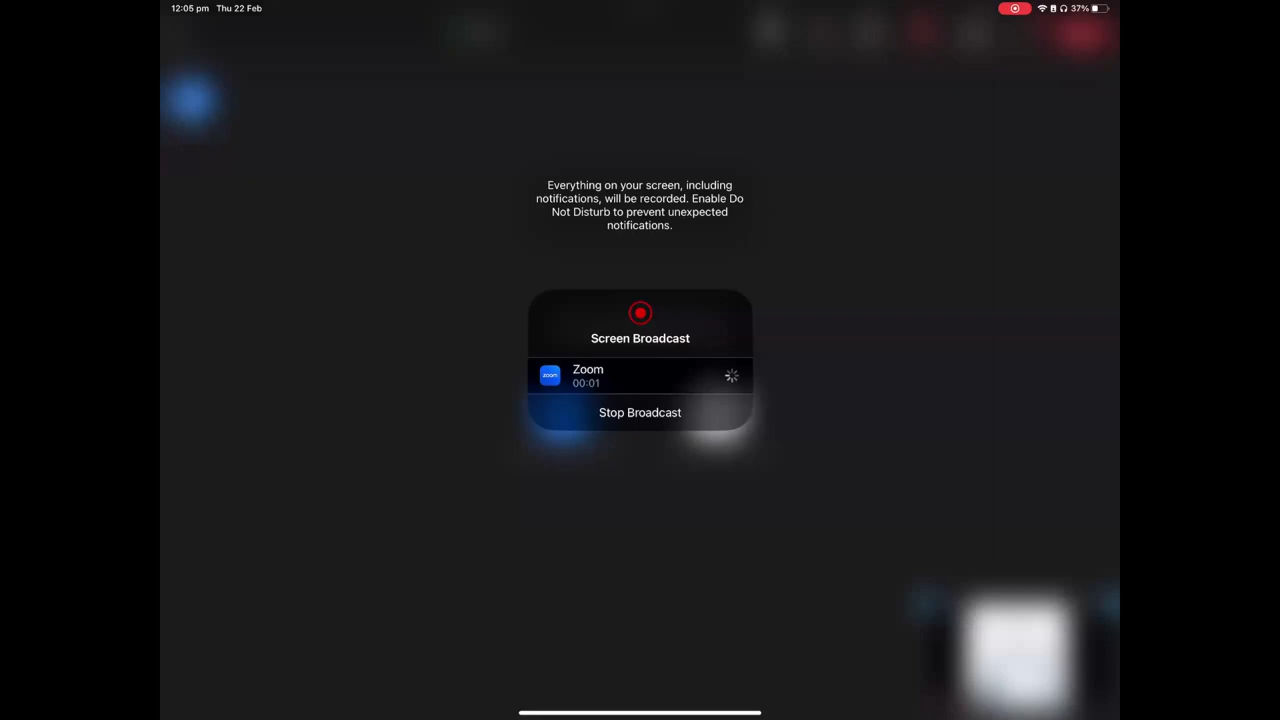 12:05 pm Thu 22 Feb
37%
Everything on your screen, including
notifications, will be recorded. Enable Do
Not Disturb to prevent unexpected
notifications.
Screen Broadcast
zoom
Zoom
00:01
Stop Broadcast